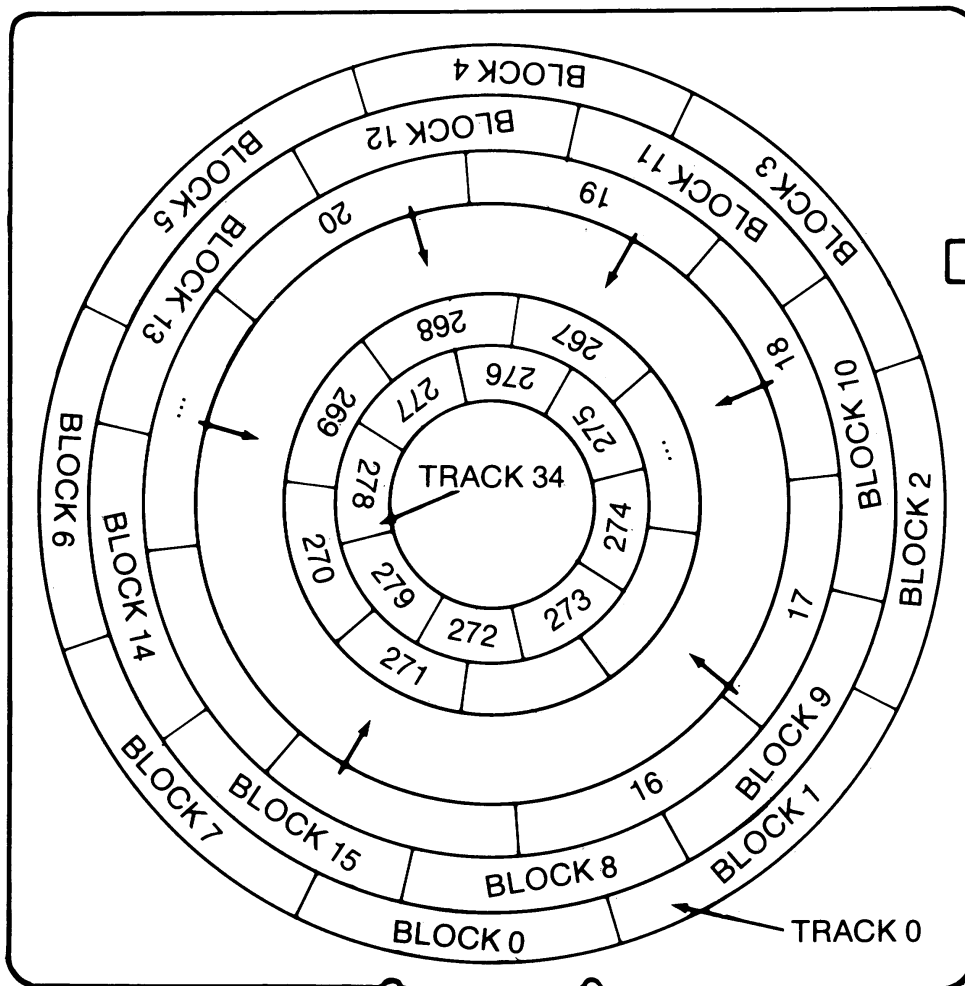 BLOCK 0
BLOCK 1
BLOCK 2
BLOCK 3
BLOCK 4
BLOCK 5
BLOCK 6
BLOCK 7
BLOCK 8
BLOCK 9
BLOCK 10
BLOCK 11
BLOCK 12
BLOCK 13
BLOCK 14
BLOCK 15
16
17
18
19
20
...
267
268
269
270
271
...
272
273
274
275
276
277
278
279
TRACK 34
TRACK 0